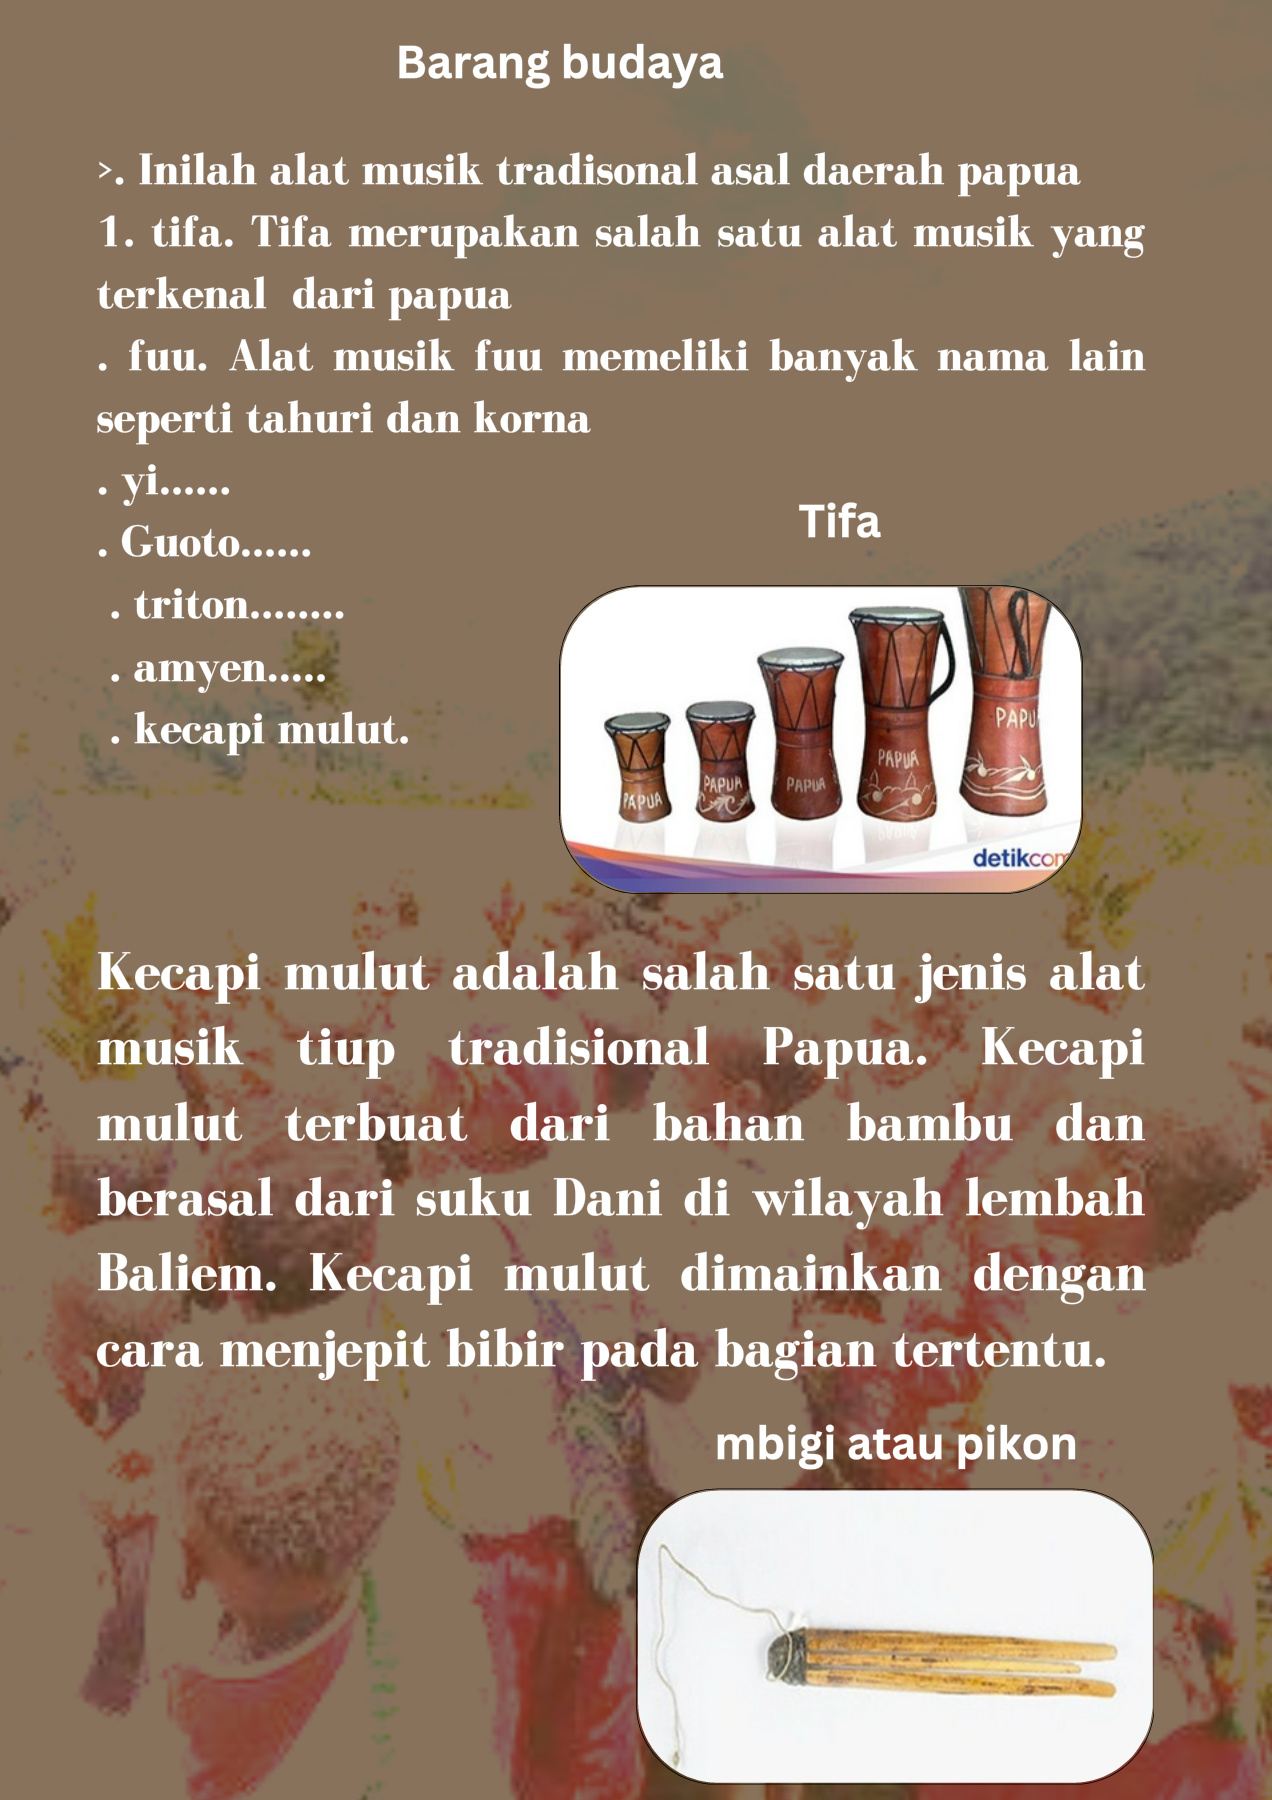 Barang budaya
>. Inilah alat musik tradisonal asal daerah papua
1. tifa. Tifa merupakan salah satu alat musik yang
terkenal dari papua
. fuu. Alat musik fuu memeliki banyak nama lain
seperti tahuri dan korna
. yi......
. Guoto......
. triton........
. amyen.....
. kecapi mulut.
Tifa
PAPUA
PAPUA
PAPUA
PAPUA
PAPUA
detikcom
Kecapi mulut adalah salah satu jenis alat
musik tiup tradisional Papua. Kecapi
mulut terbuat dari bahan bambu dan
berasal dari suku Dani di wilayah lembah
Baliem. Kecapi mulut dimainkan dengan
cara menjepit bibir pada bagian tertentu.
mbigi atau pikon